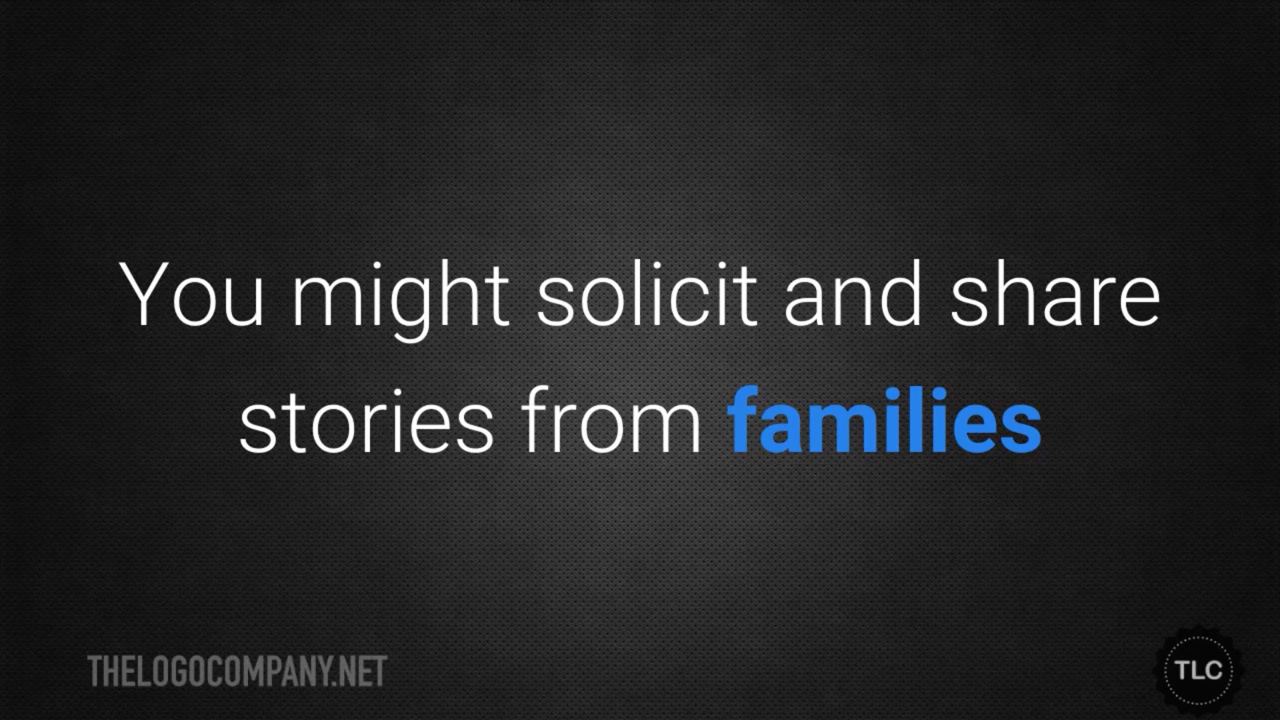 You might solicit and share
stories from families
THELOGOCOMPANY.NET
TLC